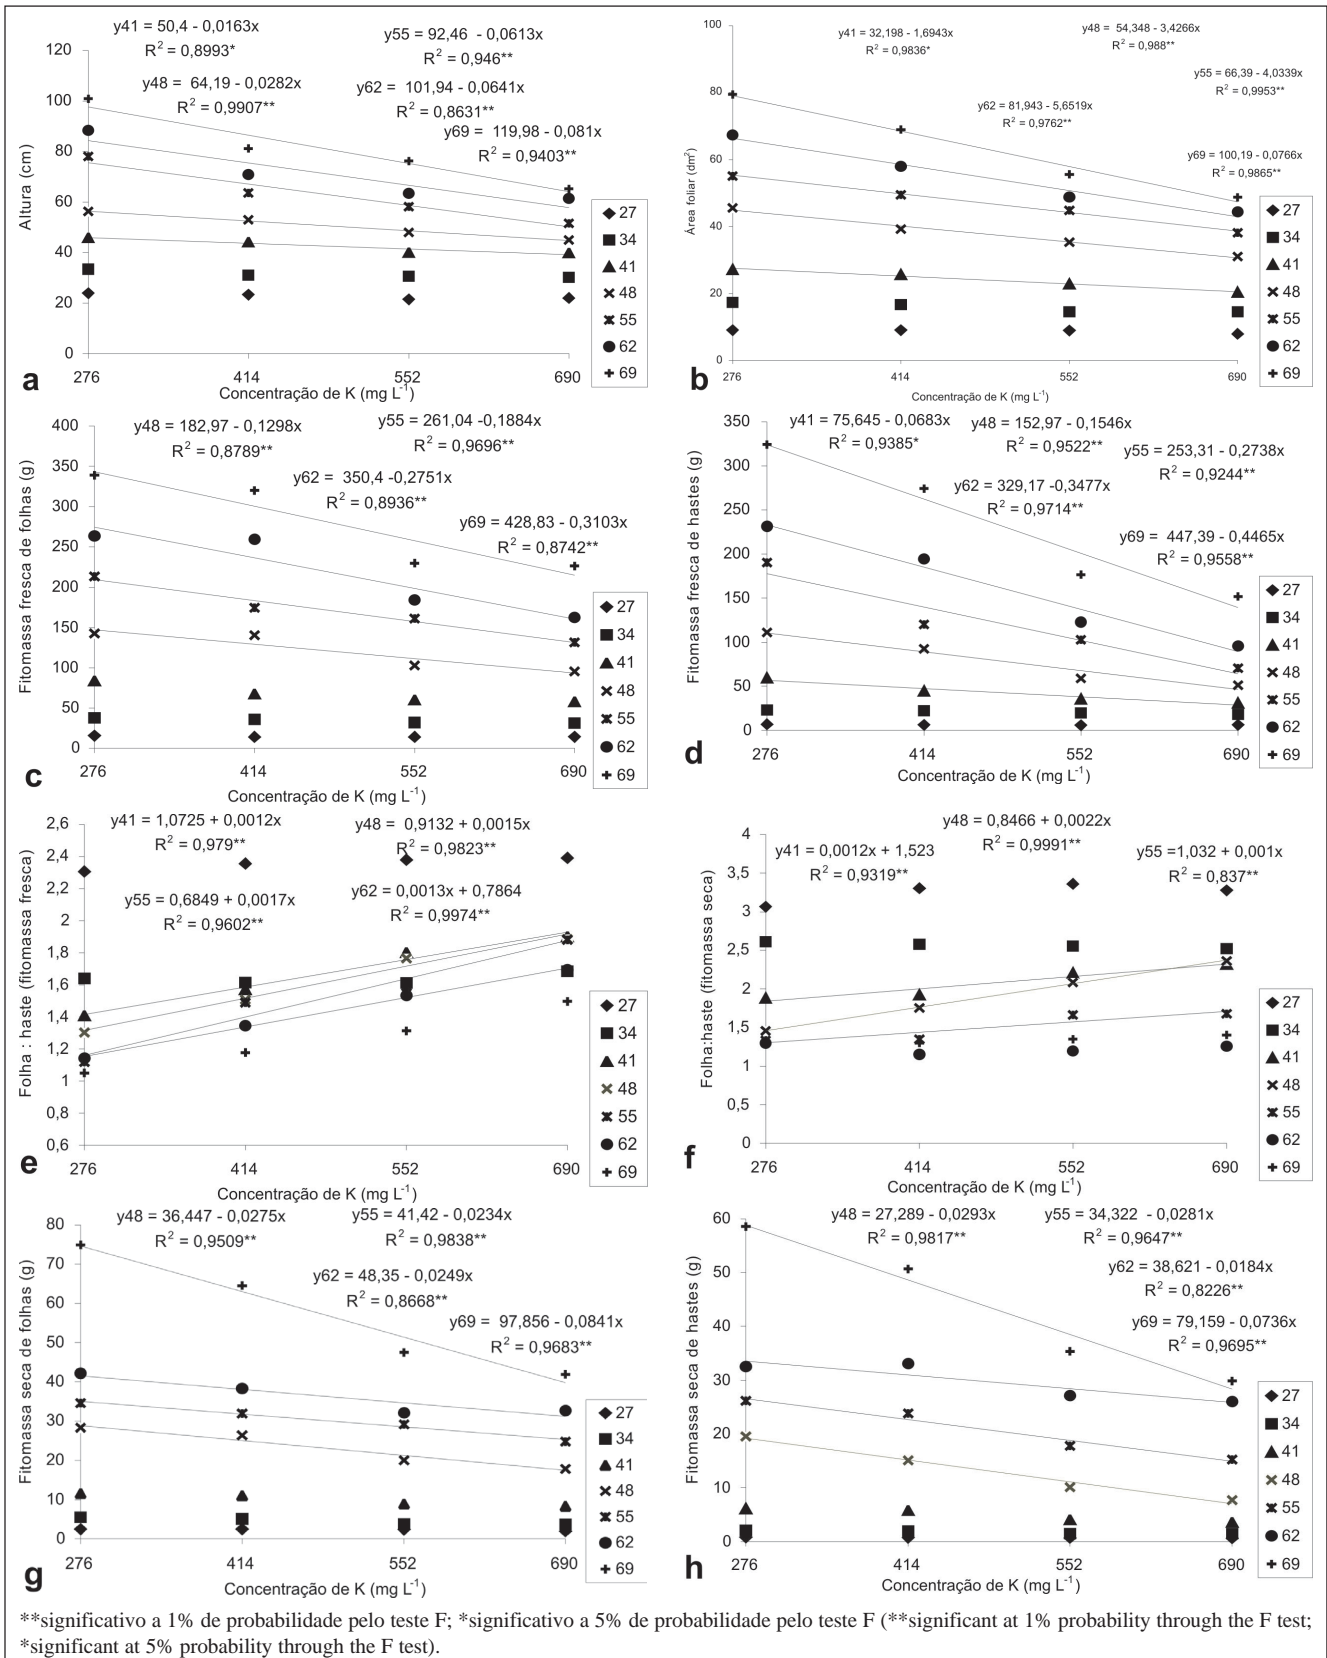 y41 = 50,4 - 0,0163x
R2 = 0,8993*
y55 = 92,46 - 0,0613x
R2 = 0,946**
y48 = 64,19 - 0,0282x
R2 = 0,9907**
y62 = 101,94 - 0,0641x
R2 = 0,8631**
y69 = 119,98 - 0,081x
R2 = 0,9403**
Altura (cm)
120
100
80
60
40
20
0
276 414 552 690
Concentração de K (mg L-1)
27
34
41
48
55
62
69
a
y41 = 32,198 - 1,6943x
R2 = 0,9836*
y48 = 54,348 - 3,4266x
R2 = 0,988**
y55 = 66,39 - 4,0339x
R2 = 0,9953**
y62 = 81,943 - 5,6519x
R2 = 0,9762**
y69 = 100,19 - 0,0766x
R2 = 0,9865**
Área foliar (dm2)
100
80
60
40
20
0
276 414 552 690
Concentração de K (mg L-1)
27
34
41
48
55
62
69
b
y48 = 182,97 - 0,1298x
R2 = 0,8789**
y55 = 261,04 -0,1884x
R2 = 0,9696**
y62 = 350,4 -0,2751x
R2 = 0,8936**
y69 = 428,83 - 0,3103x
R2 = 0,8742**
Fitomassa fresca de folhas (g)
400
350
300
250
200
150
100
50
0
276 414 552 690
Concentração de K (mg L-1)
27
34
41
48
55
62
69
c
y41 = 75,645 - 0,0683x
R2 = 0,9385*
y48 = 152,97 - 0,1546x
R2 = 0,9522**
y55 = 253,31 - 0,2738x
R2 = 0,9244**
y62 = 329,17 -0,3477x
R2 = 0,9714**
y69 = 447,39 - 0,4465x
R2 = 0,9558**
Fitomassa fresca de hastes (g)
350
300
250
200
150
100
50
0
276 414 552 690
Concentração de K (mg L-1)
27
34
41
48
55
62
69
d
y41 = 1,0725 + 0,0012x
R2 = 0,979**
y48 = 0,9132 + 0,0015x
R2 = 0,9823**
y55 = 0,6849 + 0,0017x
R2 = 0,9602**
y62 = 0,0013x + 0,7864
R2 = 0,9974**
Folha : haste (fitomassa fresca)
2,6
2,4
2,2
2
1,8
1,6
1,4
1,2
1
0,8
0,6
276 414 552 690
Concentração de K (mg L-1)
27
34
41
48
55
62
69
e
y48 = 0,8466 + 0,0022x
R2 = 0,9991**
y41 = 0,0012x + 1,523
R2 = 0,9319**
y55 =1,032 + 0,001x
R2 = 0,837**
Folha:haste (fitomassa seca)
4
3,5
3
2,5
2
1,5
1
0,5
0
276 414 552 690
Concentração de K (mg L-1)
27
34
41
48
55
62
69
f
y48 = 36,447 - 0,0275x
R2 = 0,9509**
y55 = 41,42 - 0,0234x
R2 = 0,9838**
y62 = 48,35 - 0,0249x
R2 = 0,8668**
y69 = 97,856 - 0,0841x
R2 = 0,9683**
Fitomassa seca de folhas (g)
80
70
60
50
40
30
20
10
0
276 414 552 690
Concentração de K (mg L-1)
27
34
41
48
55
62
69
g
y48 = 27,289 - 0,0293x
R2 = 0,9817**
y55 = 34,322 - 0,0281x
R2 = 0,9647**
y62 = 38,621 - 0,0184x
R2 = 0,8226**
y69 = 79,159 - 0,0736x
R2 = 0,9695**
Fitomassa seca de hastes (g)
60
50
40
30
20
10
0
276 414 552 690
Concentração de K (mg L-1)
27
34
41
48
55
62
69
h
**significativo a 1% de probabilidade pelo teste F; *significativo a 5% de probabilidade pelo teste F (**significant at 1% probability through the F test;
*significant at 5% probability through the F test).